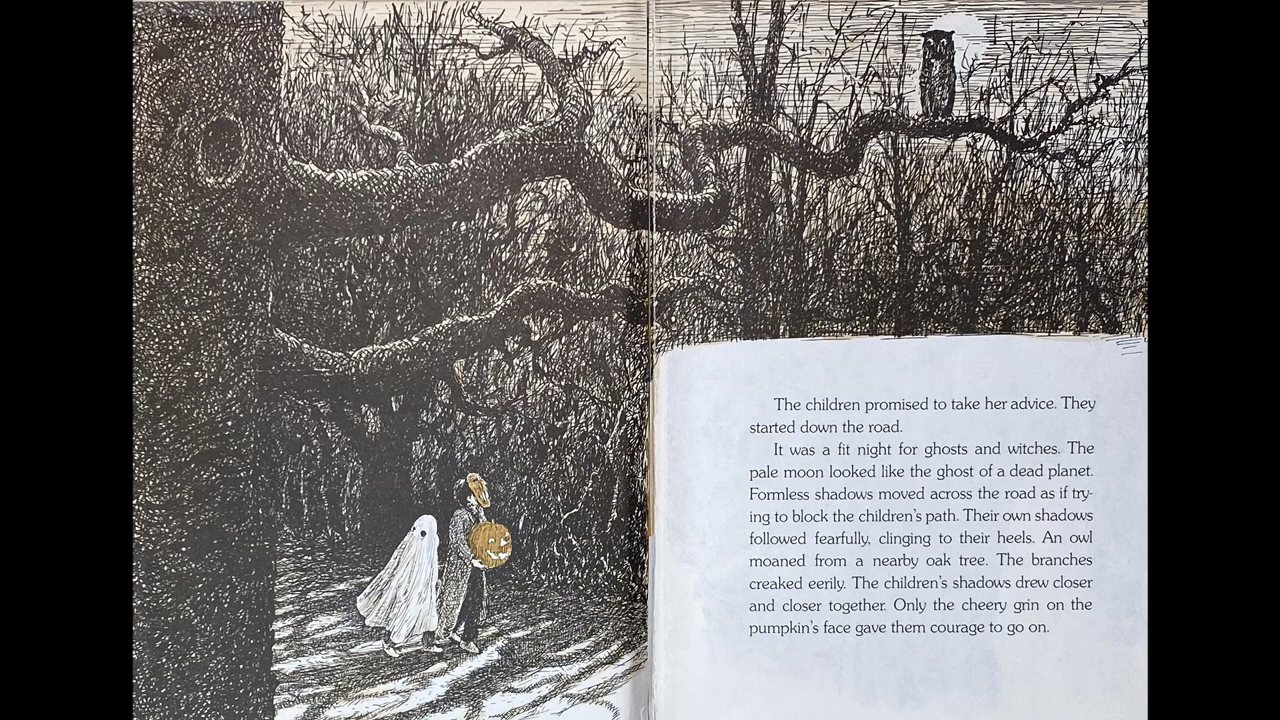 The children promised to take her advice. They
started down the road.
It was a fit night for ghosts and witches. The
pale moon looked like the ghost of a dead planet.
Formless shadows moved across the road as if try-
ing to block the children's path. Their own shadows
followed fearfully, clinging to their heels. An owl
moaned from a nearby oak tree. The branches
creaked eerily. The children's shadows drew closer
and closer together. Only the cheery grin on the
pumpkin's face gave them courage to go on.